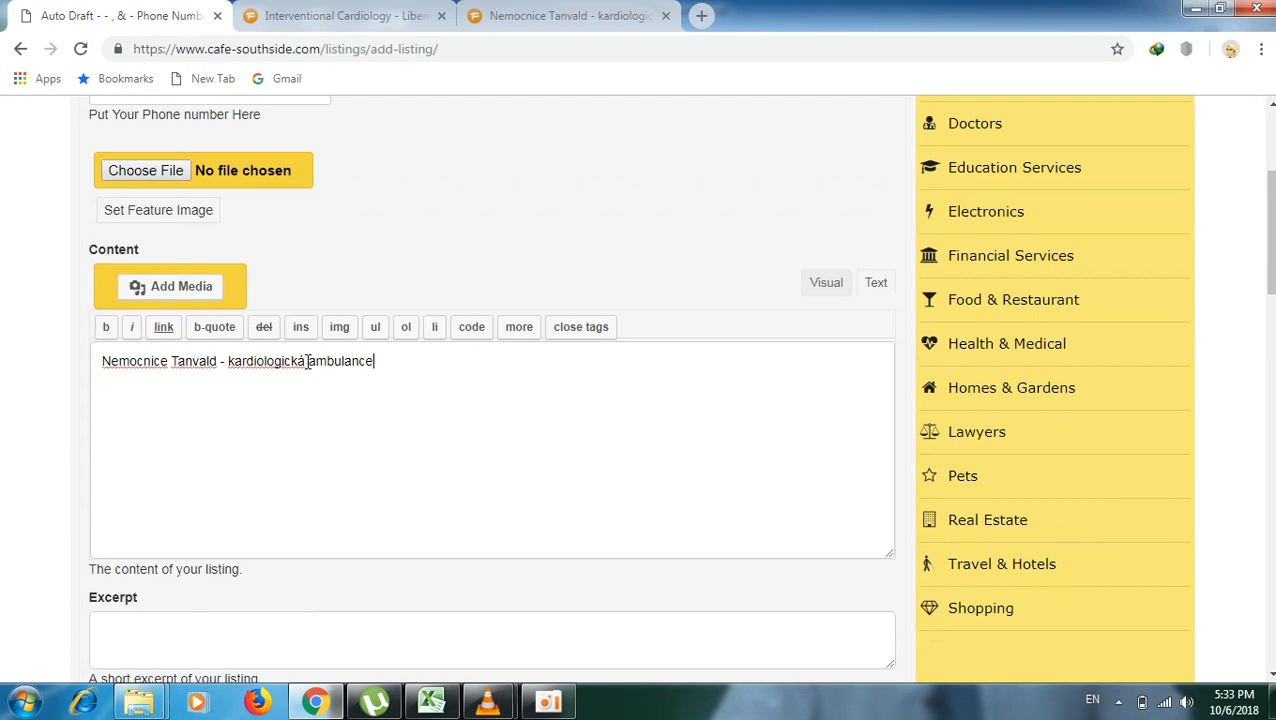 Auto Draft - - , & - Phone Numb
Interventional Cardiology - Liber
Nemocnice Tanvald - kardiologic
https://www.cafe-southside.com/listings/add-listing/
Apps
Bookmarks
New Tab
Gmail
Put Your Phone number Here
Choose File No file chosen
Set Feature Image
Content
Add Media
Visual
Text
b
i
link
b-quote
del
ins
img
ul
ol
li
code
more
close tags
Nemocnice Tanvald - kardiologická ambulance
The content of your listing.
Excerpt
A short excerpt of your listing
Doctors
Education Services
Electronics
Financial Services
Food & Restaurant
Health & Medical
Homes & Gardens
Lawyers
Pets
Real Estate
Travel & Hotels
Shopping
EN
5:33 PM
10/6/2018